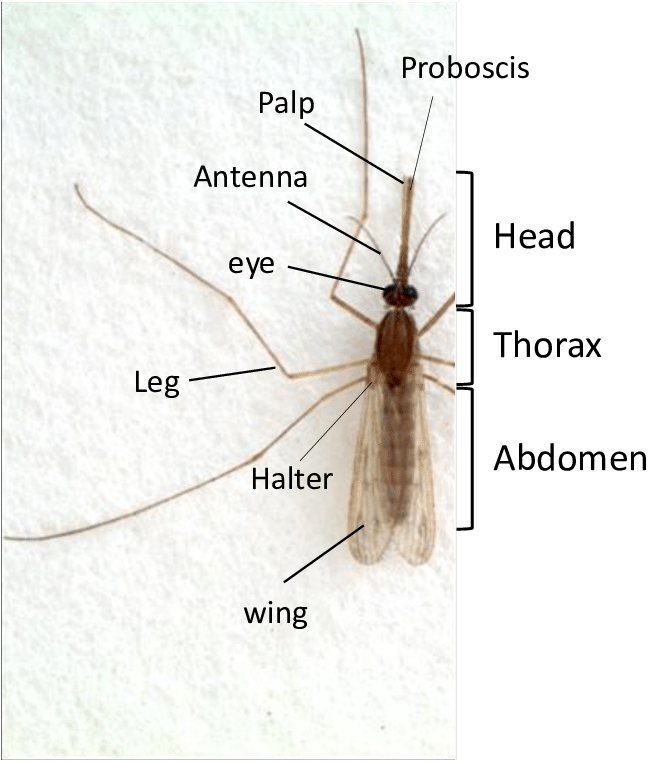 Proboscis
Palp
Antenna
Head
eye
Thorax
Leg
Abdomen
Halter
wing